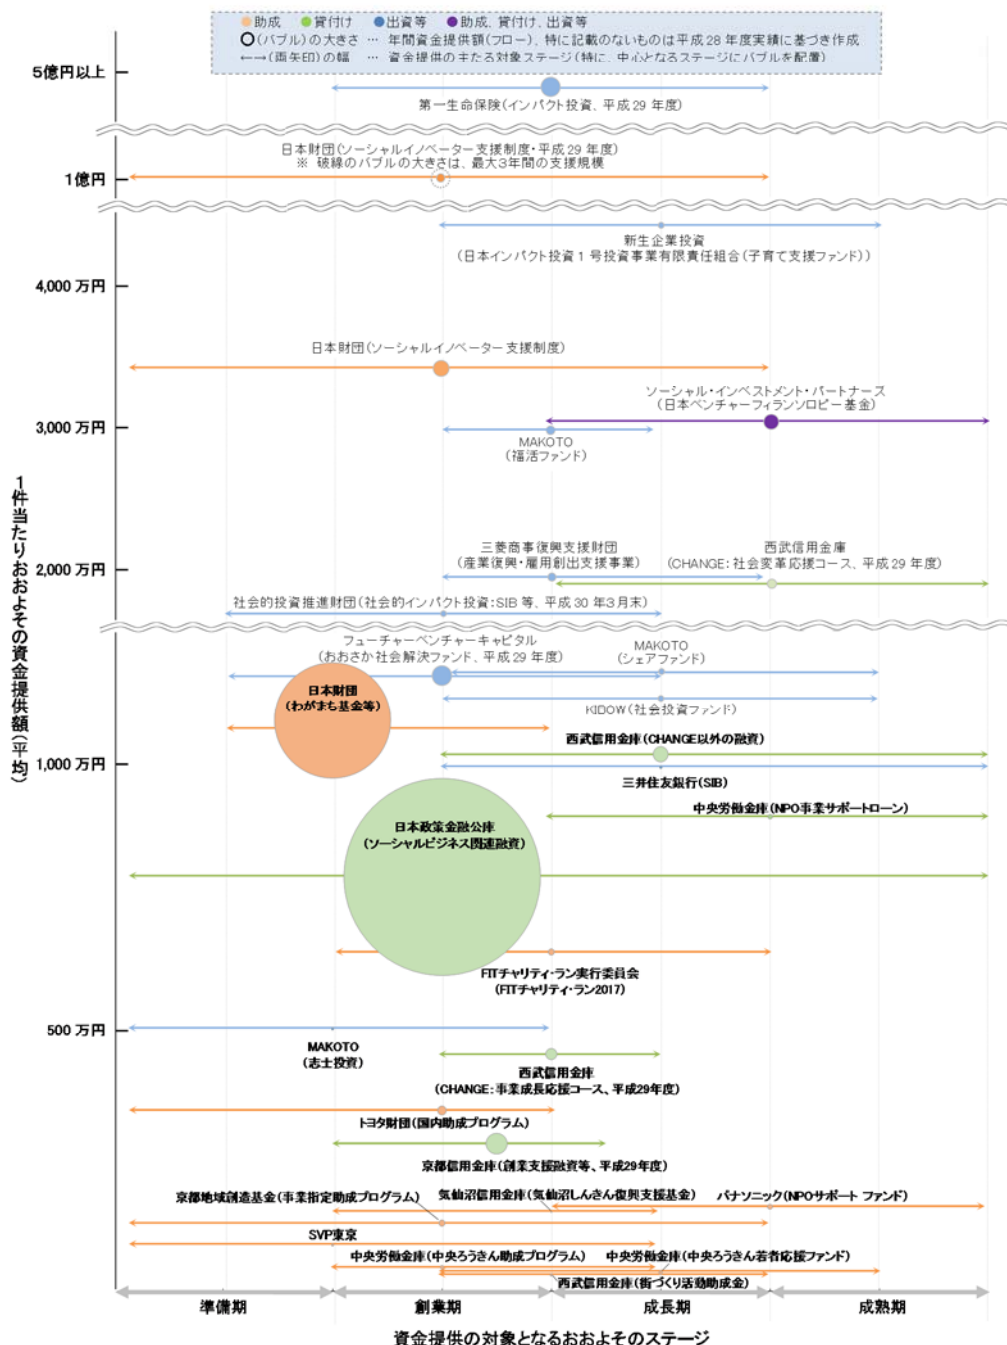 ●助成 ●貸付け ●出資等 ●助成、貸付け、出資等
○(バブル)の大きさ … 年間資金提供額(フロー)、特に記載のないものは平成28年度実績に基づき作成
←→(両矢印)の幅 … 資金提供の主たる対象ステージ(特に、中心となるステージにバブルを配置)
5億円以上
第一生命保険(インパクト投資、平成29年度)
日本財団(ソーシャルイノベーター支援制度・平成29年度)
※ 破線のバブルの大きさは、最大3年間の支援規模
1億円
新生企業投資
(日本インパクト投資1号投資事業有限責任組合(子育て支援ファンド))
4,000万円
日本財団(ソーシャルイノベーター支援制度)
ソーシャル・インベストメント・パートナーズ
(日本ベンチャーフィランソロピー基金)
3,000万円
MAKOTO
(福活ファンド)
1件当たりおおよその資金提供額(平均)
三菱商事復興支援財団
(産業復興・雇用創出支援事業)
西武信用金庫
(CHANGE:社会変革応援コース、平成29年度)
2,000万円
社会的投資推進財団(社会的インパクト投資:SIB等、平成30年3月末)
フューチャーベンチャーキャピタル
(おおさか社会解決ファンド、平成29年度)
MAKOTO
(シェアファンド)
日本財団
(わがまち基金等)
KIDOW(社会投資ファンド)
西武信用金庫(CHANGE以外の融資)
1,000万円
三井住友銀行(SIB)
中央労働金庫(NPO事業サポートローン)
日本政策金融公庫
(ソーシャルビジネス関連融資)
FITチャリティ・ラン実行委員会
(FITチャリティ・ラン2017)
500万円
MAKOTO
(志士投資)
西武信用金庫
(CHANGE:事業成長応援コース、平成29年度)
トヨタ財団(国内助成プログラム)
京都信用金庫(創業支援融資等、平成29年度)
京都地域創造基金(事業指定助成プログラム)
気仙沼信用金庫(気仙沼しんきん復興支援基金)
パナソニック(NPOサポート ファンド)
SVP東京
中央労働金庫(中央ろうきん助成プログラム)
中央労働金庫(中央ろうきん若者応援ファンド)
西武信用金庫(街づくり活動助成金)
準備期
創業期
成長期
成熟期
資金提供の対象となるおおよそのステージ